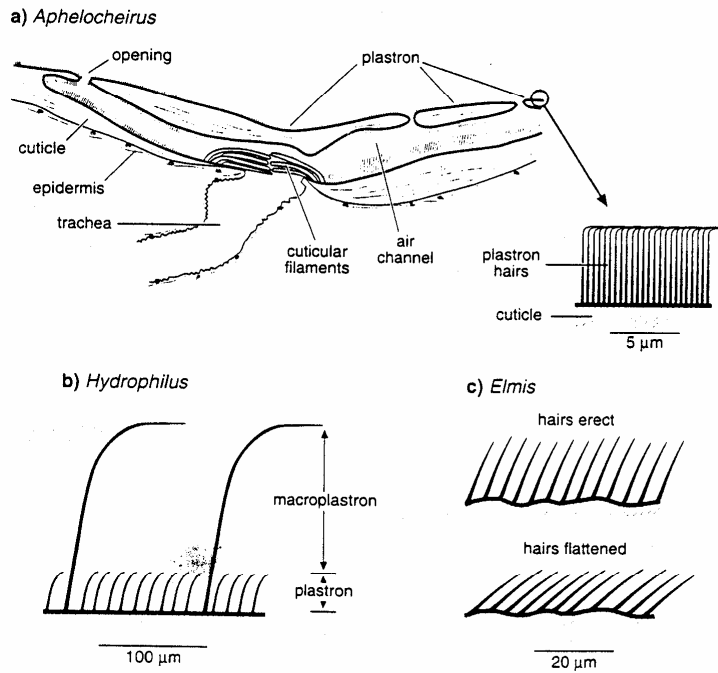 a) Aphelocheirus
opening
plastron
cuticle
epidermis
trachea
cuticular
filaments
air
channel
plastron
hairs
cuticle
5 µm
b) Hydrophilus
macroplastron
plastron
100 µm
c) Elmis
hairs erect
hairs flattened
20 µm